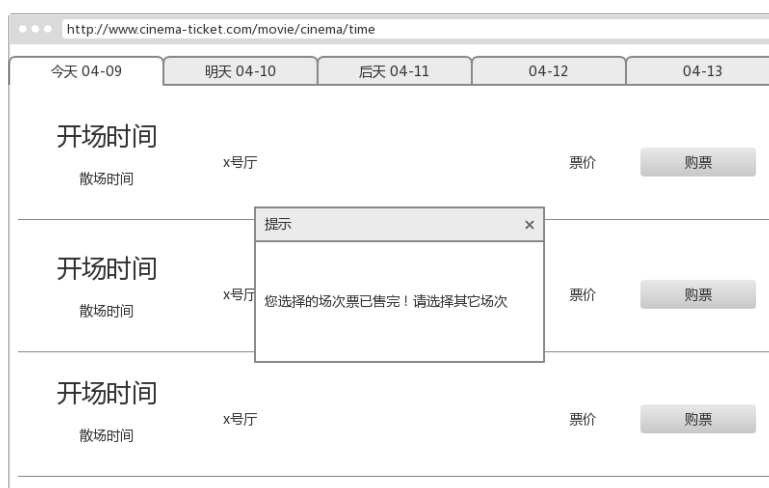 http://www.cinema-ticket.com/movie/cinema/time
今天 04-09 明天 04-10 后天 04-11 04-12 04-13
开场时间
x号厅 票价 购票
散场时间
提示 ×
开场时间
x号厅 票价 购票
您选择的场次票已售完！请选择其它场次
散场时间
开场时间
x号厅 票价 购票
散场时间